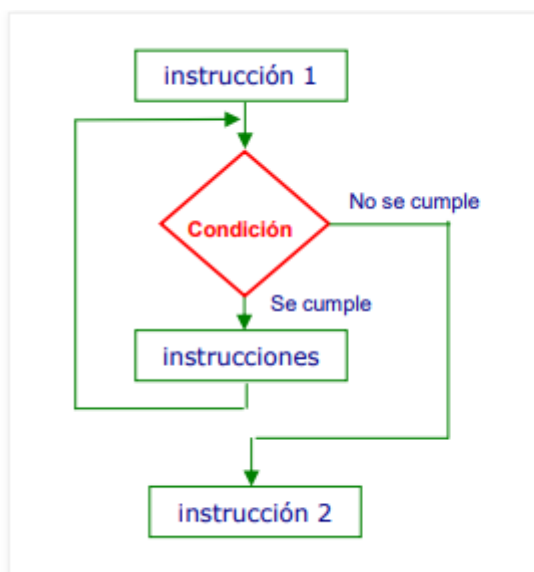 instrucción 1
No se cumple
Condición
Se cumple
instrucciones
instrucción 2